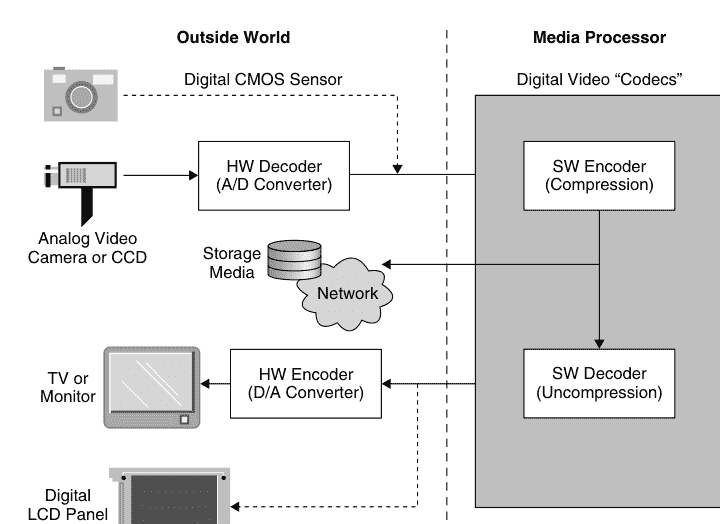 Outside World
Media Processor
Digital CMOS Sensor
Digital Video “Codecs”
HW Decoder
(A/D Converter)
SW Encoder
(Compression)
Analog Video
Camera or CCD
Storage
Media
Network
TV or
Monitor
HW Encoder
(D/A Converter)
SW Decoder
(Uncompression)
Digital
LCD Panel